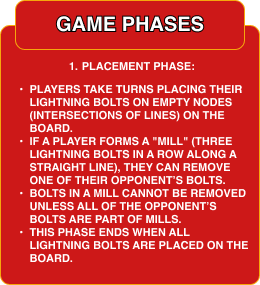 GAME PHASES
1. PLACEMENT PHASE:
• PLAYERS TAKE TURNS PLACING THEIR
LIGHTNING BOLTS ON EMPTY NODES
(INTERSECTIONS OF LINES) ON THE
BOARD.
• IF A PLAYER FORMS A "MILL" (THREE
LIGHTNING BOLTS IN A ROW ALONG A
STRAIGHT LINE), THEY CAN REMOVE
ONE OF THEIR OPPONENT'S BOLTS.
• BOLTS IN A MILL CANNOT BE REMOVED
UNLESS ALL OF THE OPPONENT'S
BOLTS ARE PART OF MILLS.
• THIS PHASE ENDS WHEN ALL
LIGHTNING BOLTS ARE PLACED ON THE
BOARD.